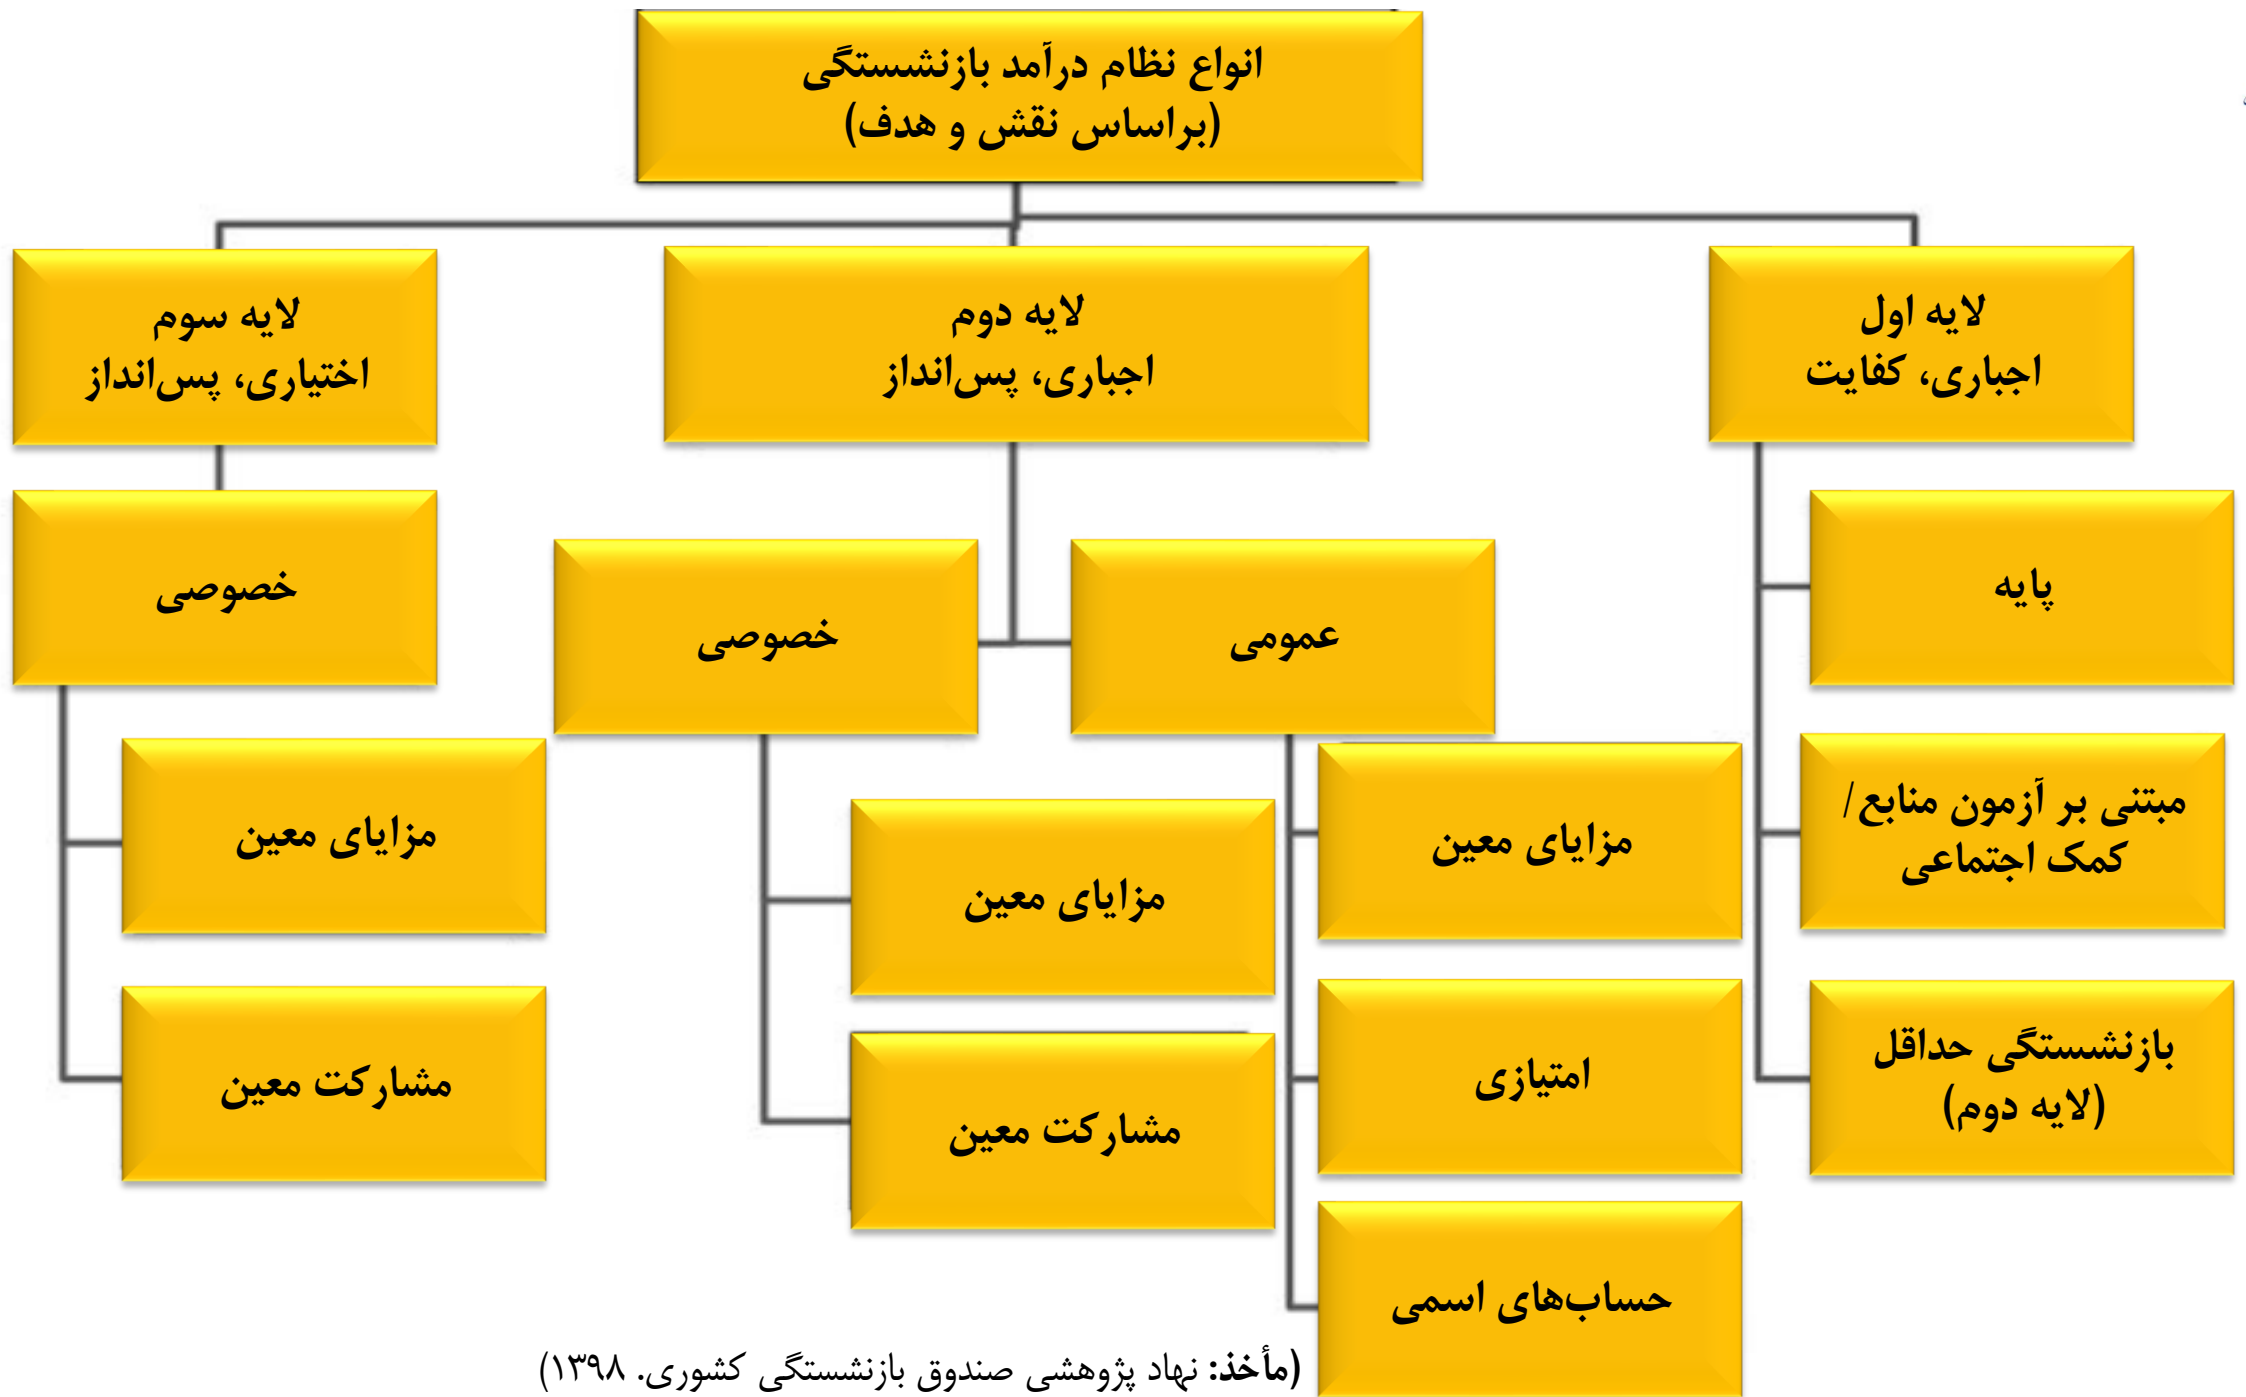 انواع نظام درآمد بازنشستگی
(براساس نقش و هدف)
لایه اول
اجباری، کفایت
پایه
مبتنی بر آزمون منابع/
کمک اجتماعی
بازنشستگی حداقل
(لایه دوم)
لایه دوم
اجباری، پس‌انداز
عمومی
مزایای معین
امتیازی
حساب‌های اسمی
خصوصی
مزایای معین
مشارکت معین
لایه سوم
اختیاری، پس‌انداز
خصوصی
مزایای معین
مشارکت معین
(مأخذ: نهاد پژوهشی صندوق بازنشستگی کشوری. ۱۳۹۸)